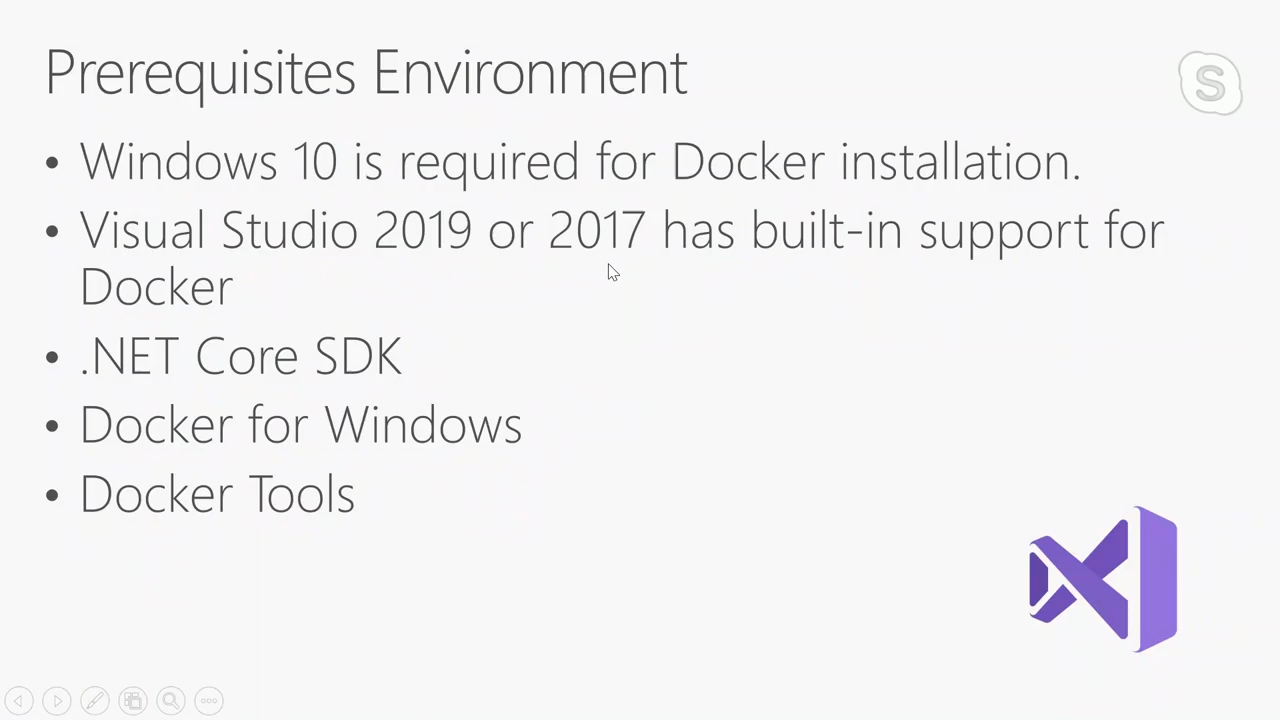 Prerequisites Environment
S
• Windows 10 is required for Docker installation.
• Visual Studio 2019 or 2017 has built-in support for
Docker
• .NET Core SDK
• Docker for Windows
• Docker Tools